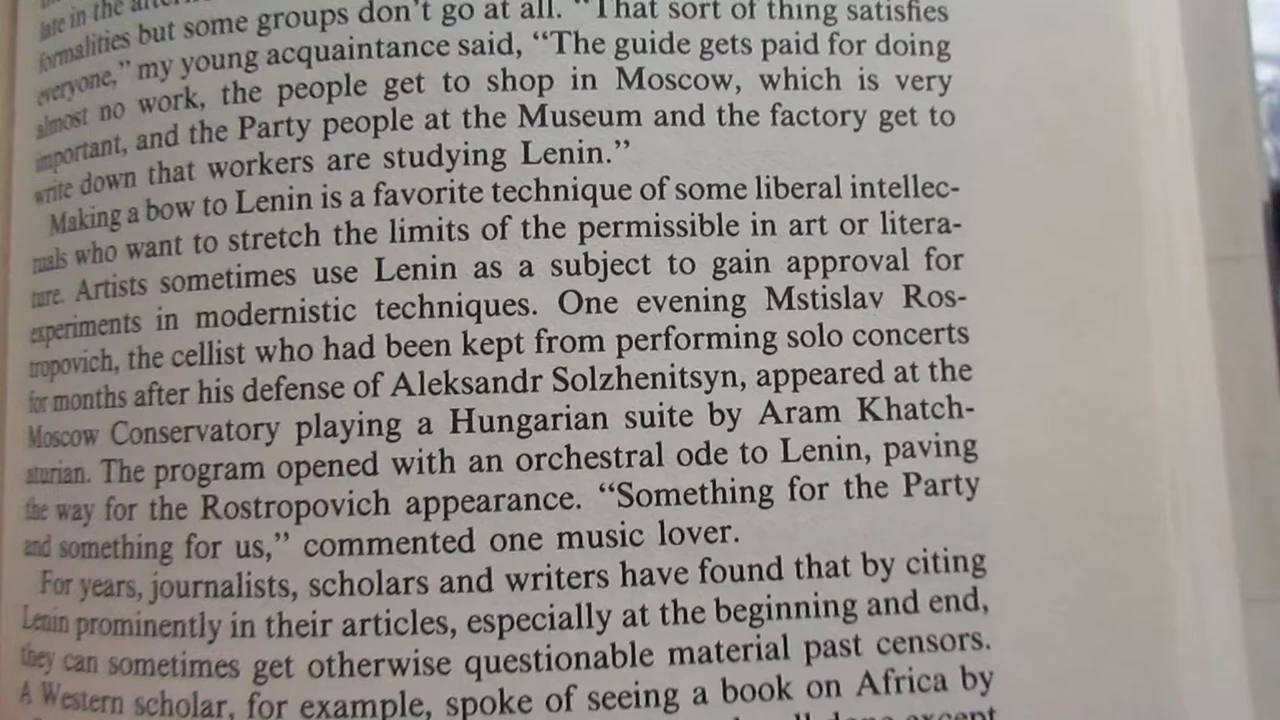 late in the
formalities but some groups don't go at all. "That sort of thing satisfies
everyone," my young acquaintance said, "The guide gets paid for doing
almost no work, the people get to shop in Moscow, which is very
important, and the Party people at the Museum and the factory get to
write down that workers are studying Lenin."
Making a bow to Lenin is a favorite technique of some liberal intellec-
tuals who want to stretch the limits of the permissible in art or litera-
ture. Artists sometimes use Lenin as a subject to gain approval for
experiments in modernistic techniques. One evening Mstislav Ros-
tropovich, the cellist who had been kept from performing solo concerts
for months after his defense of Aleksandr Solzhenitsyn, appeared at the
Moscow Conservatory playing a Hungarian suite by Aram Khatch-
aturian. The program opened with an orchestral ode to Lenin, paving
the way for the Rostropovich appearance. "Something for the Party
and something for us," commented one music lover.
For years, journalists, scholars and writers have found that by citing
Lenin prominently in their articles, especially at the beginning and end,
they can sometimes get otherwise questionable material past censors.
A Western scholar, for example, spoke of seeing a book on Africa by
except